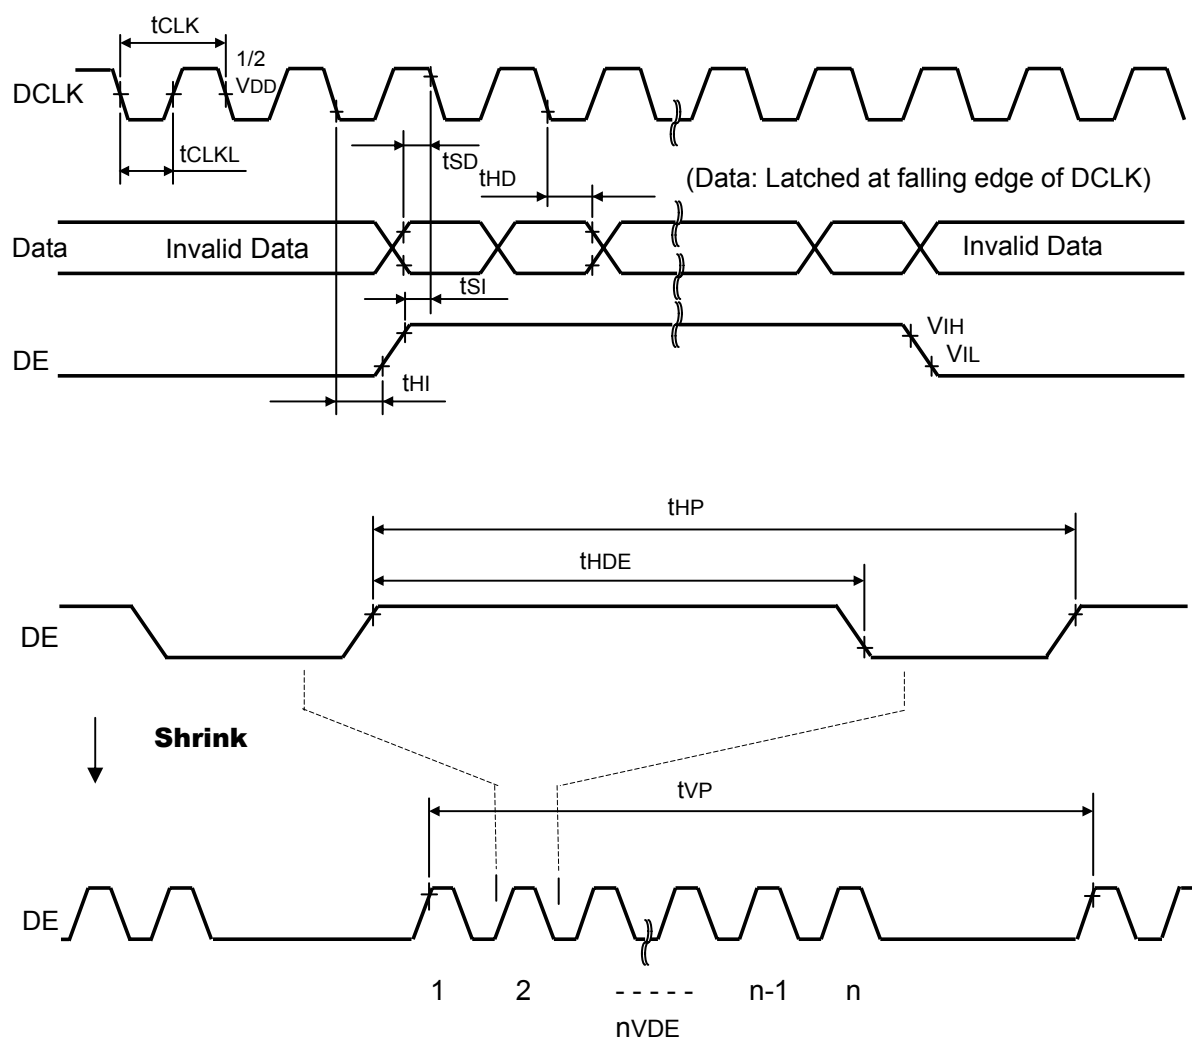 tCLK
1/2
VDD
DCLK
tCLKL
tSD
tHD
(Data: Latched at falling edge of DCLK)
Data
Invalid Data
Invalid Data
tSI
VIH
DE
VIL
tHI
tHP
tHDE
DE
Shrink
tVP
DE
1 2 - - - - - n-1 n
nVDE